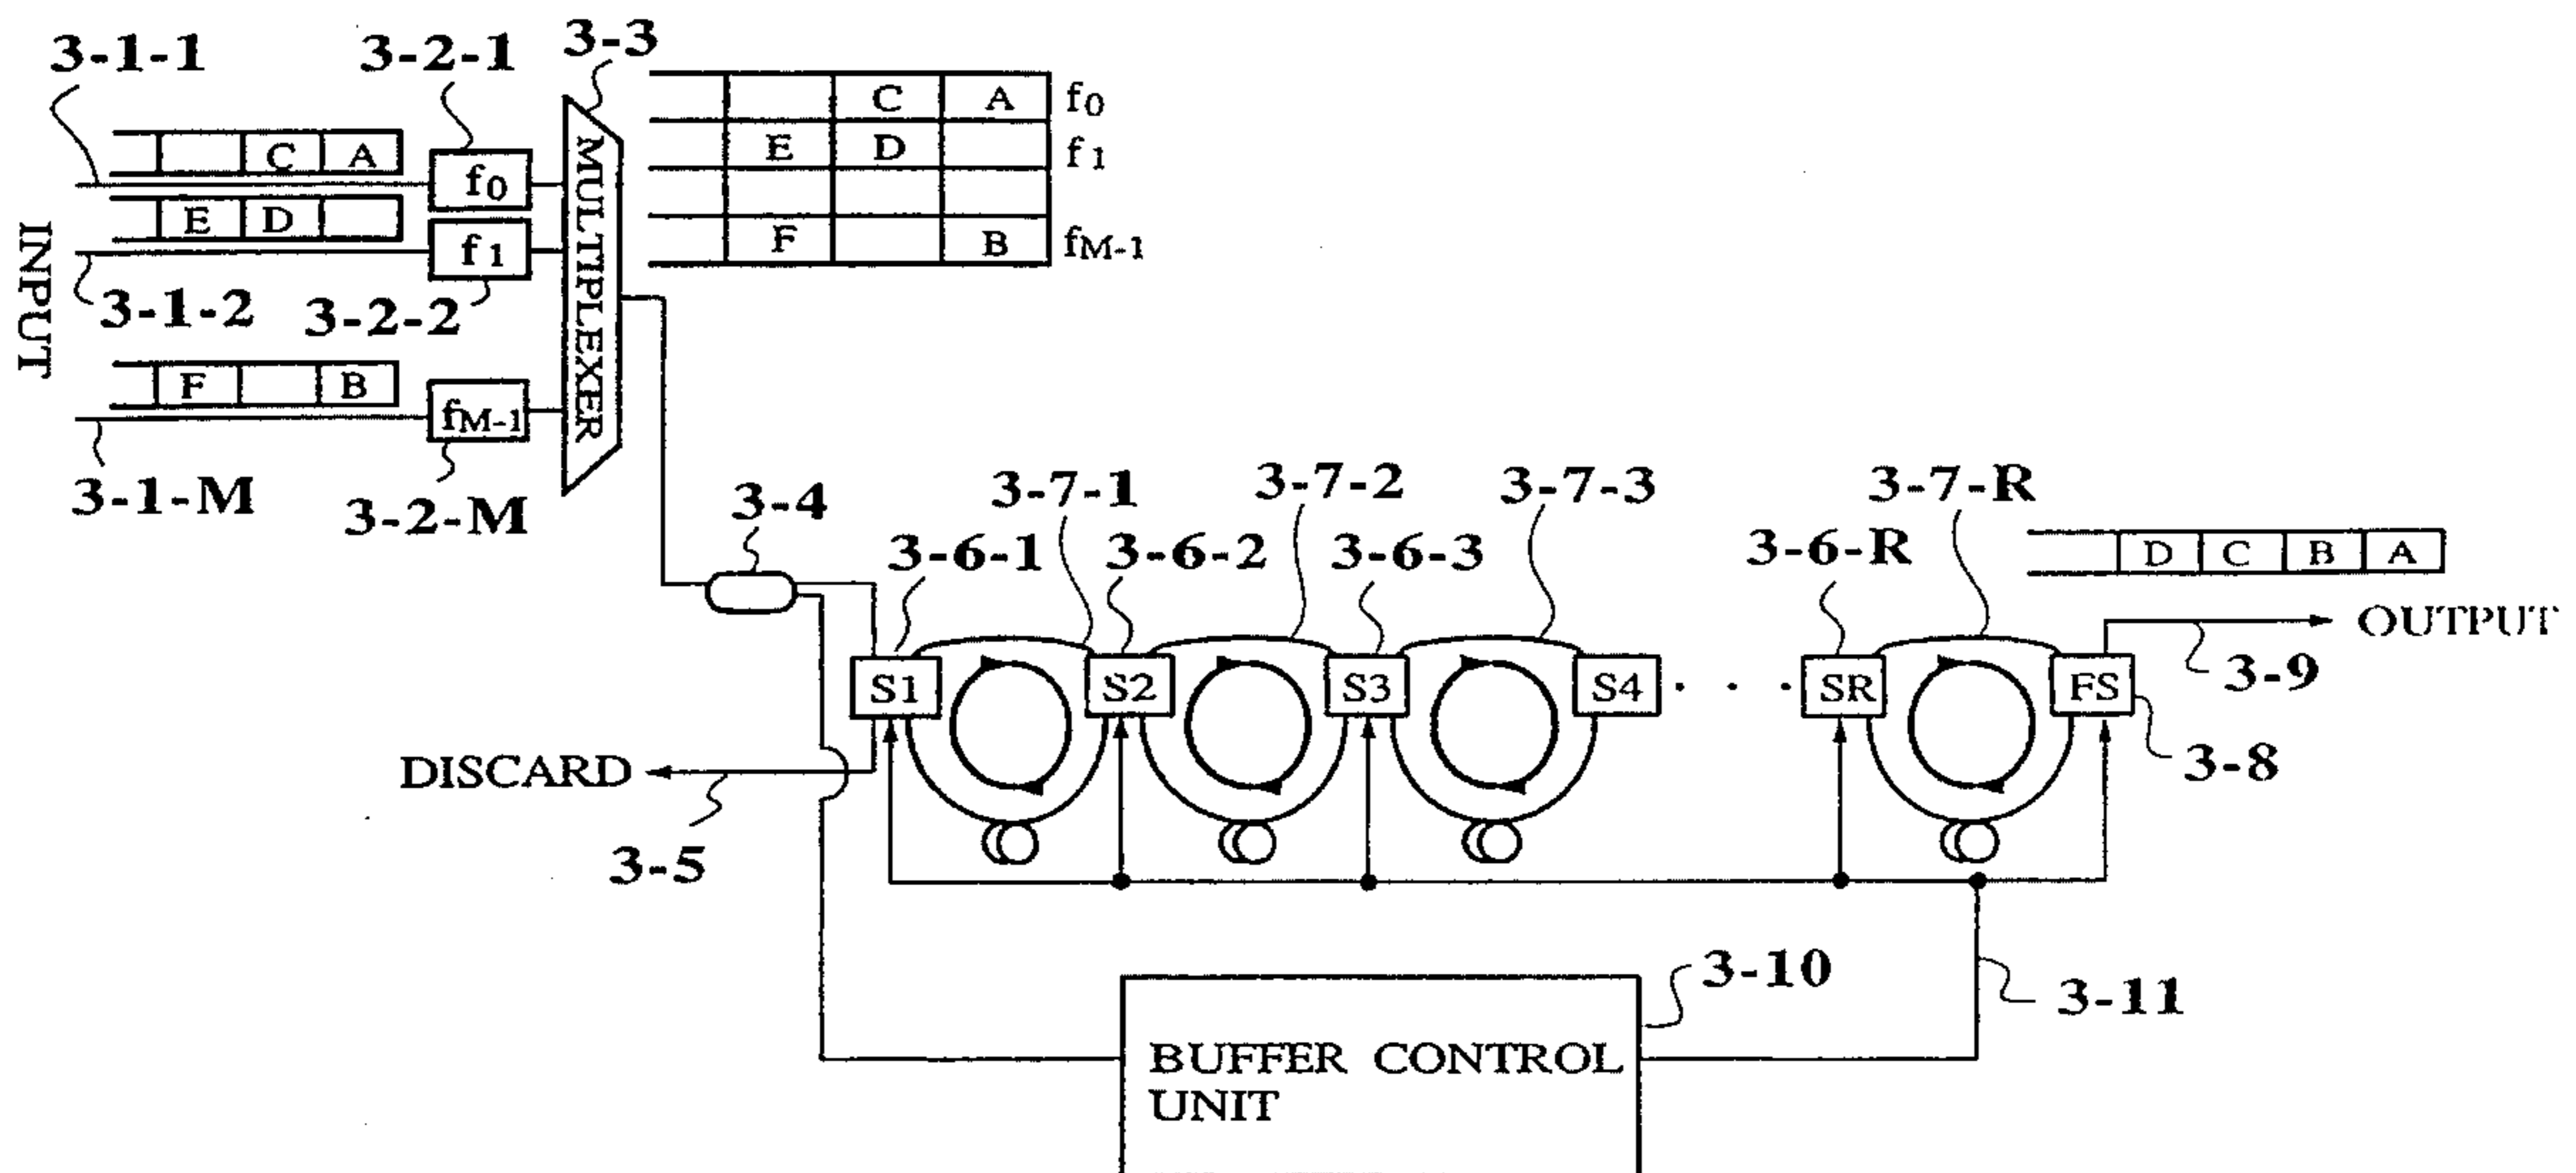 3-1-1
3-2-1
3-3
C A f0
E D f1
F B fM-1
C A
f0
E D
f1
INPUT
MULTIPLEXER
3-1-2
3-2-2
F B
fM-1
3-1-M
3-2-M
3-4
3-7-1
3-7-2
3-7-3
3-7-R
3-6-1
3-6-2
3-6-3
3-6-R
D C B A
OUTPUT
S1
S2
S3
S4
. . .
SR
FS
3-9
3-8
DISCARD
3-5
3-10
3-11
BUFFER CONTROL
UNIT